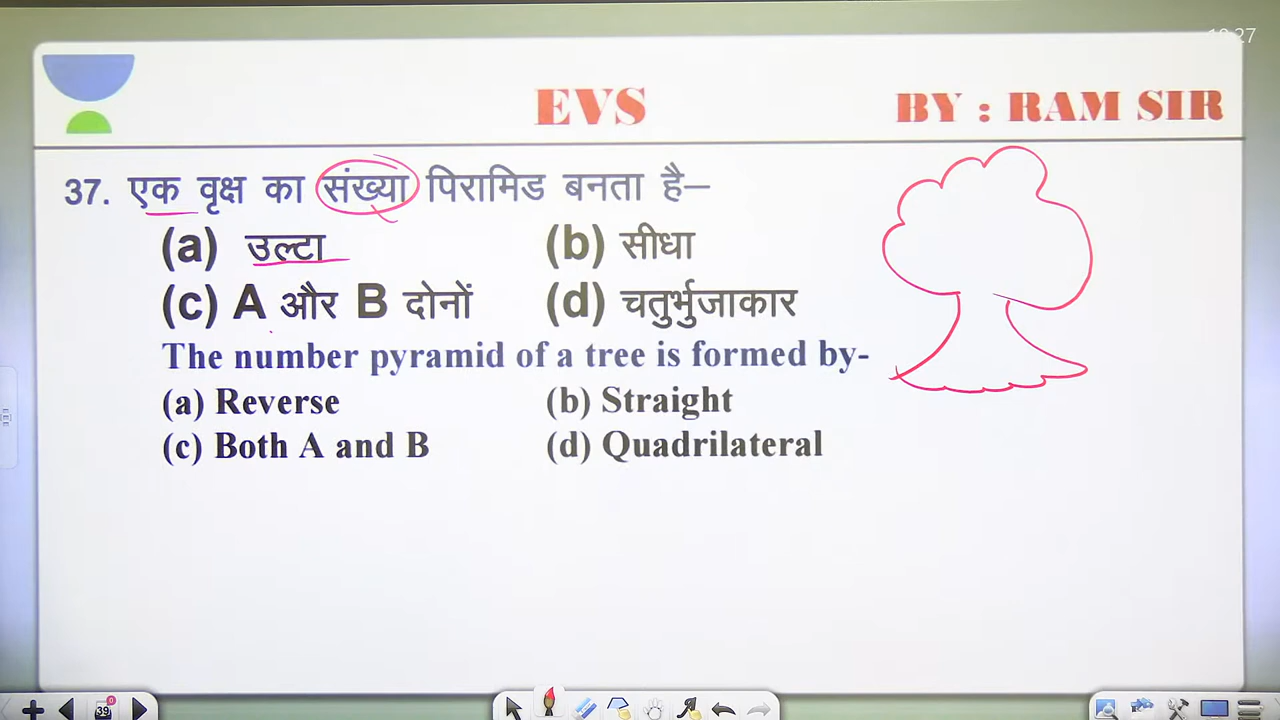 EVS
BY : RAM SIR
37. एक वृक्ष का संख्या पिरामिड बनता है–
(a) उल्टा (b) सीधा
(c) A और B दोनों (d) चतुर्भुजाकार
The number pyramid of a tree is formed by-
(a) Reverse (b) Straight
(c) Both A and B (d) Quadrilateral
39